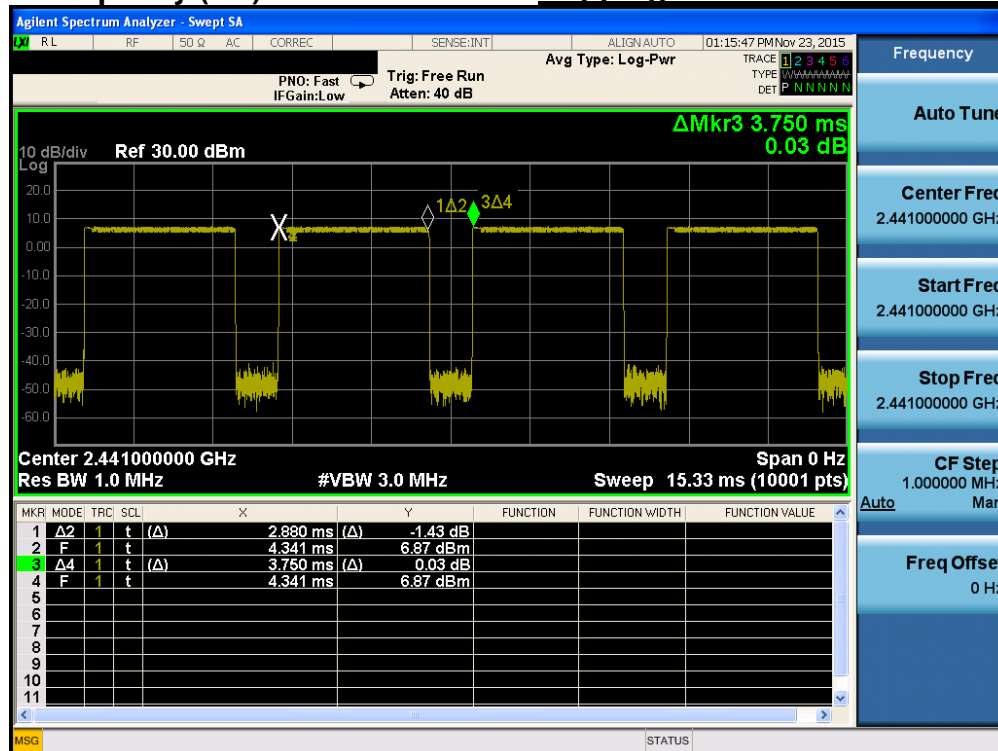 Agilent Spectrum Analyzer - Swept SA
LXI RL RF 50 Ω AC CORREC SENSE:INT ALIGNAUTO 01:15:47 PM Nov 23, 2015
Avg Type: Log-Pwr TRACE 1 2 3 4 5 6
PNO: Fast Trig: Free Run TYPE
IFGain:Low Atten: 40 dB DET P N N N N N
ΔMkr3 3.750 ms
10 dB/div Ref 30.00 dBm 0.03 dB
Log
20.0
10.0
0.00
-10.0
-20.0
-30.0
-40.0
-50.0
-60.0
X 1Δ2 3Δ4
Center 2.441000000 GHz Span 0 Hz
Res BW 1.0 MHz #VBW 3.0 MHz Sweep 15.33 ms (10001 pts)
MKR MODE TRC SCL X Y FUNCTION FUNCTION WIDTH FUNCTION VALUE
1 Δ2 1 t (Δ) 2.880 ms (Δ) -1.43 dB
2 F 1 t 4.341 ms 6.87 dBm
3 Δ4 1 t (Δ) 3.750 ms (Δ) 0.03 dB
4 F 1 t 4.341 ms 6.87 dBm
5
6
7
8
9
10
11
MSG STATUS
Frequency
Auto Tune
Center Freq
2.441000000 GHz
Start Freq
2.441000000 GHz
Stop Freq
2.441000000 GHz
CF Step
1.000000 MHz
Auto Man
Freq Offset
0 Hz